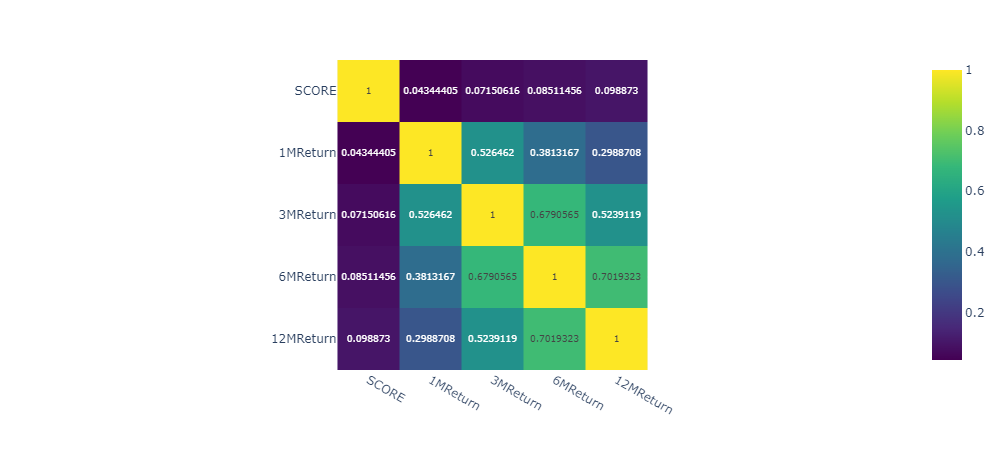 SCORE 1 0.04344405 0.07150616 0.08511456 0.098873
1MReturn 0.04344405 1 0.526462 0.3813167 0.2988708
3MReturn 0.07150616 0.526462 1 0.6790565 0.5239119
6MReturn 0.08511456 0.3813167 0.6790565 1 0.7019323
12MReturn 0.098873 0.2988708 0.5239119 0.7019323 1
SCORE 1MReturn 3MReturn 6MReturn 12MReturn
1
0.8
0.6
0.4
0.2